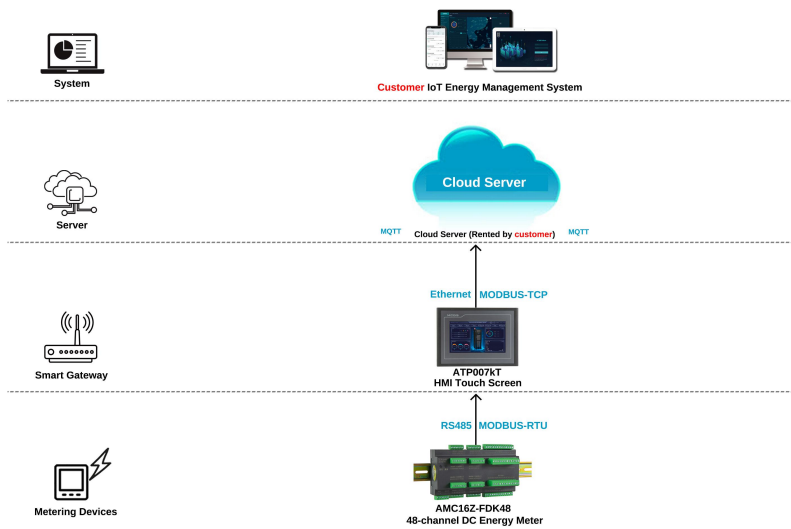 System
Customer IoT Energy Management System
Cloud Server
Server
MQTT Cloud Server (Rented by customer) MQTT
Ethernet MODBUS-TCP
Smart Gateway
ATP007kT
HMI Touch Screen
RS485 MODBUS-RTU
Metering Devices
AMC16Z-FDK48
48-channel DC Energy Meter